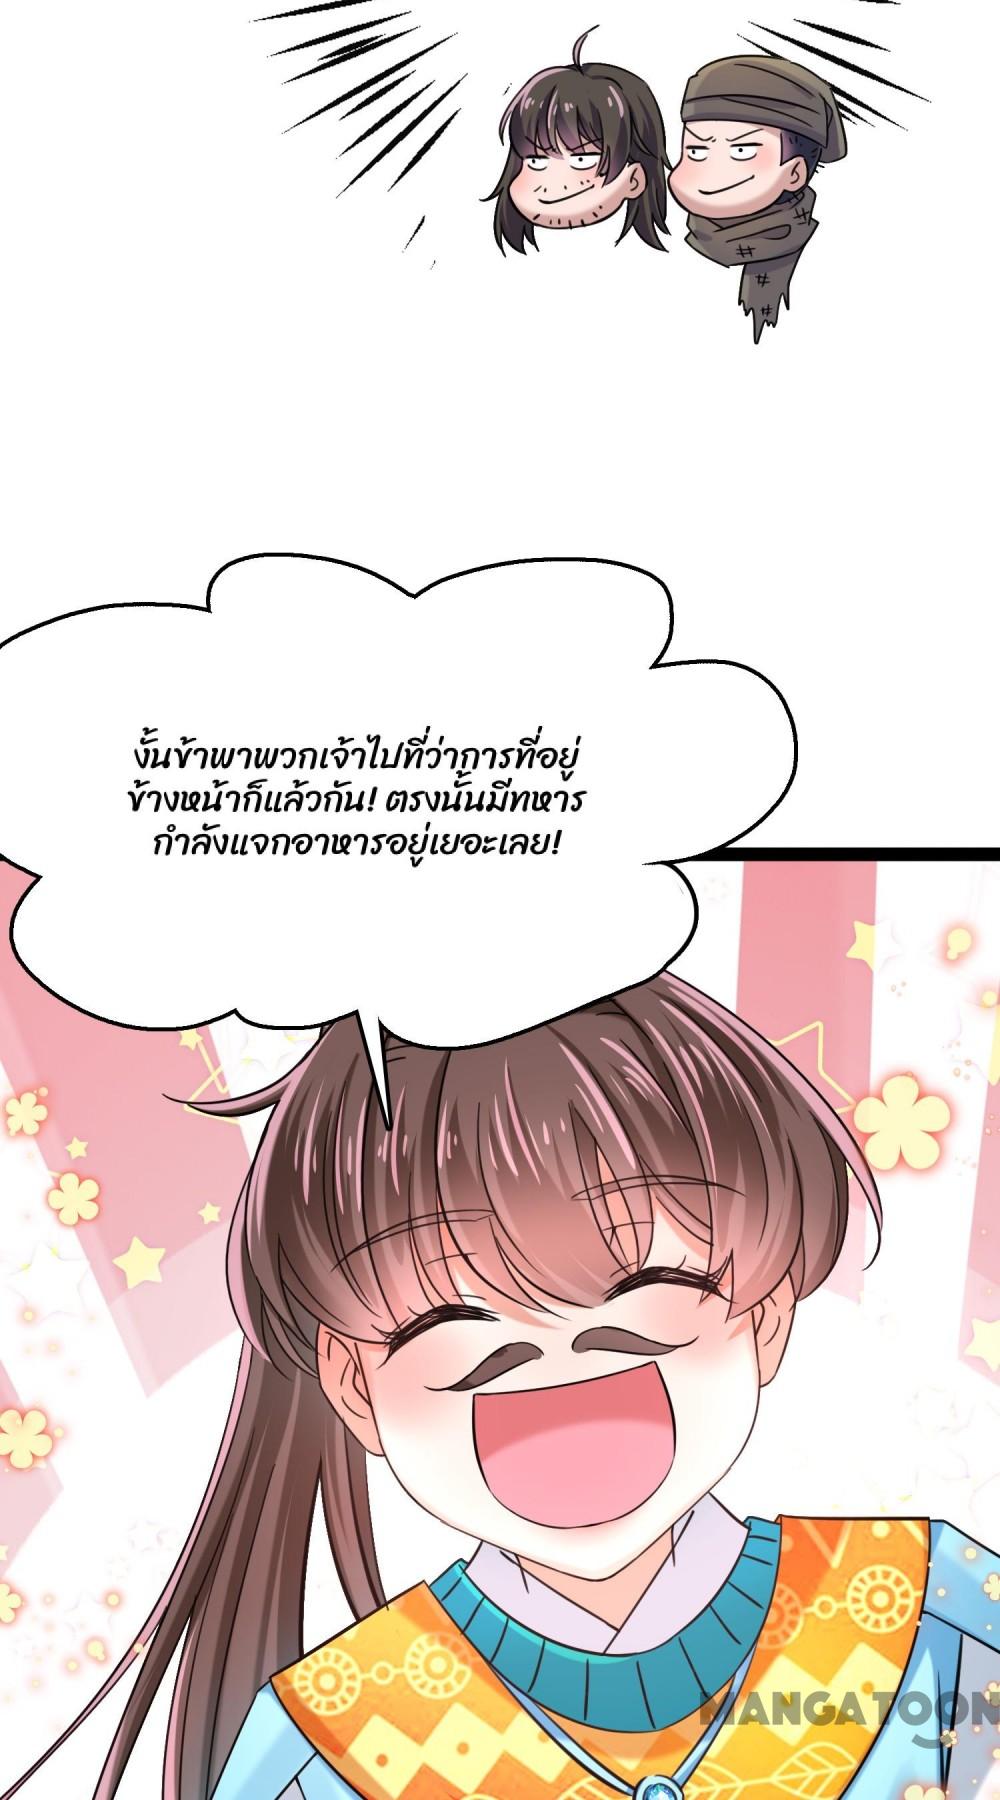 งั้นข้าพาพวกเจ้าไปที่ว่าการที่อยู่
ข้างหน้าก็แล้วกัน! ตรงนั้นมีทหาร
กำลังแจกอาหารอยู่เยอะเลย!
MANGATOON